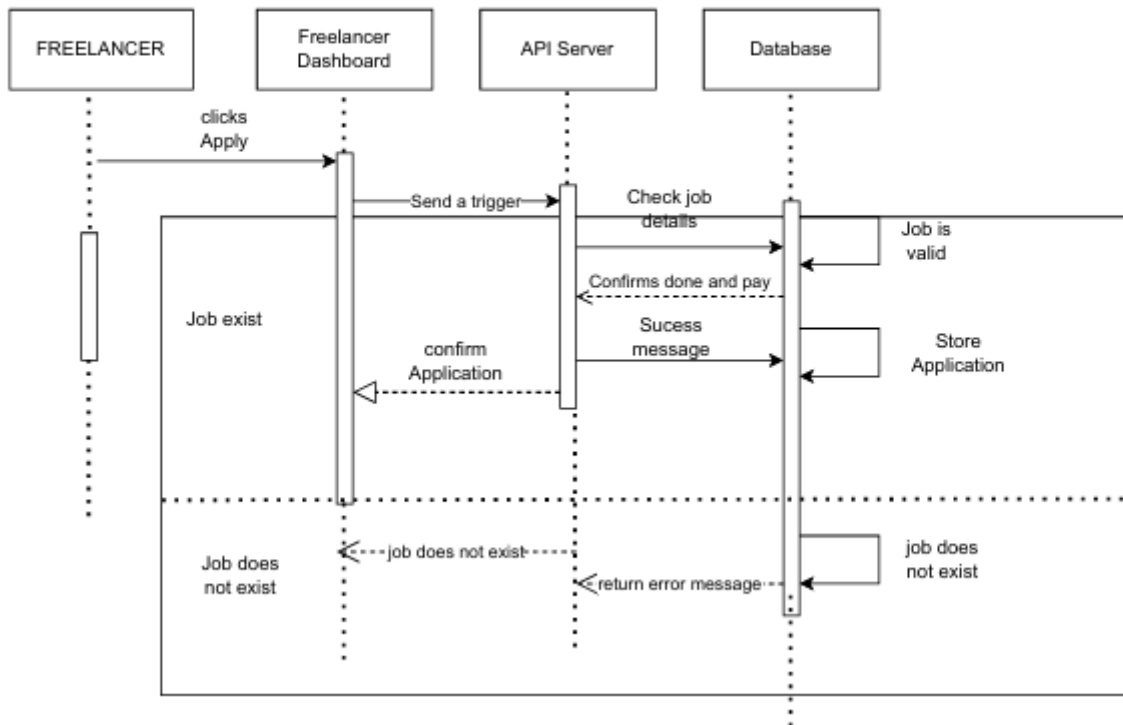 FREELANCER
Freelancer
Dashboard
API Server
Database
clicks
Apply
Send a trigger
Check job
details
Job is
valid
Confirms done and pay
Job exist
Sucess
message
Store
Application
confirm
Application
job does not exist
job does
not exist
Job does
not exist
return error message